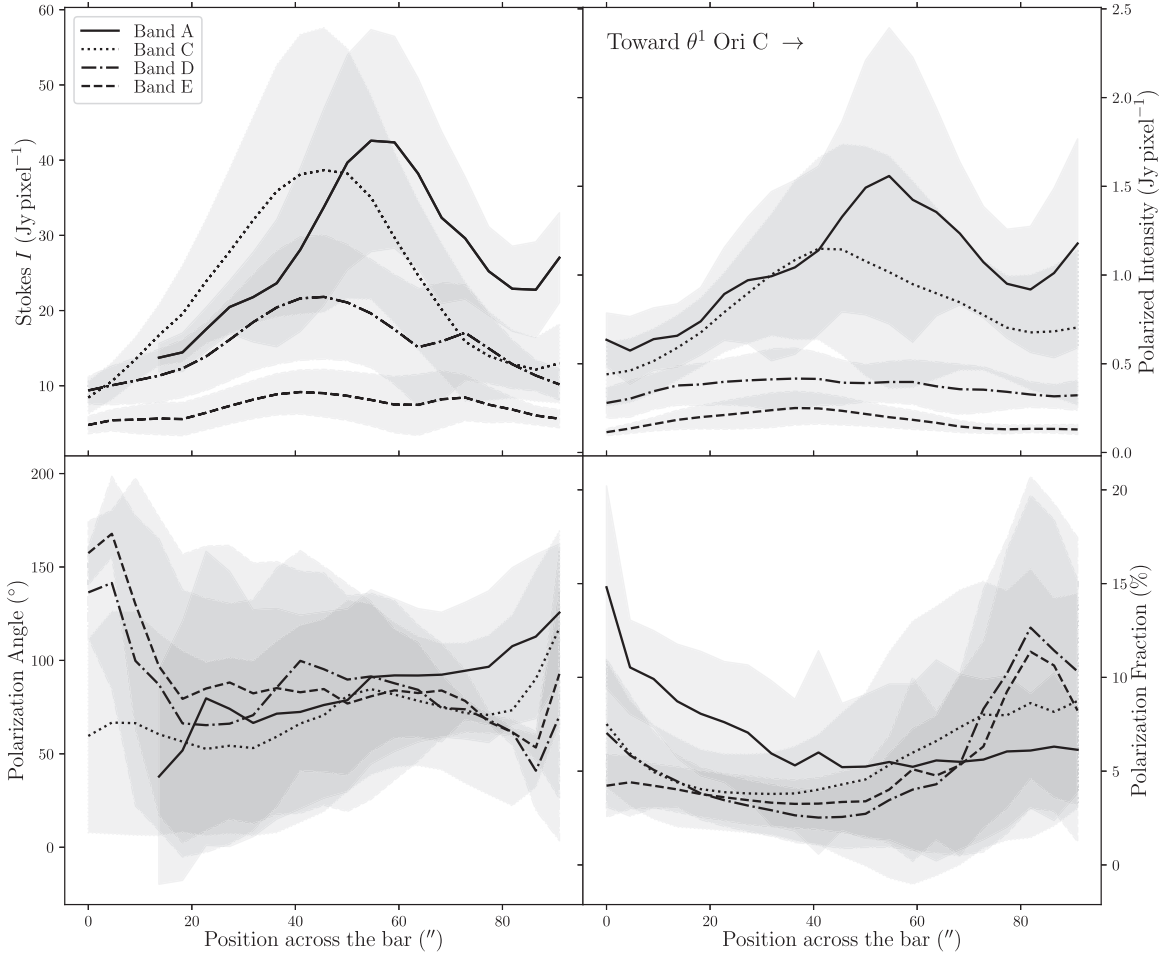 60
50
40
30
20
10
Stokes I (Jy pixel⁻¹)
Band A
Band C
Band D
Band E
Toward θ¹ Ori C →
2.5
2.0
1.5
1.0
0.5
0.0
Polarized Intensity (Jy pixel⁻¹)
200
150
100
50
0
Polarization Angle (°)
20
15
10
5
0
Polarization Fraction (%)
0 20 40 60 80
0 20 40 60 80
Position across the bar (″)
Position across the bar (″)